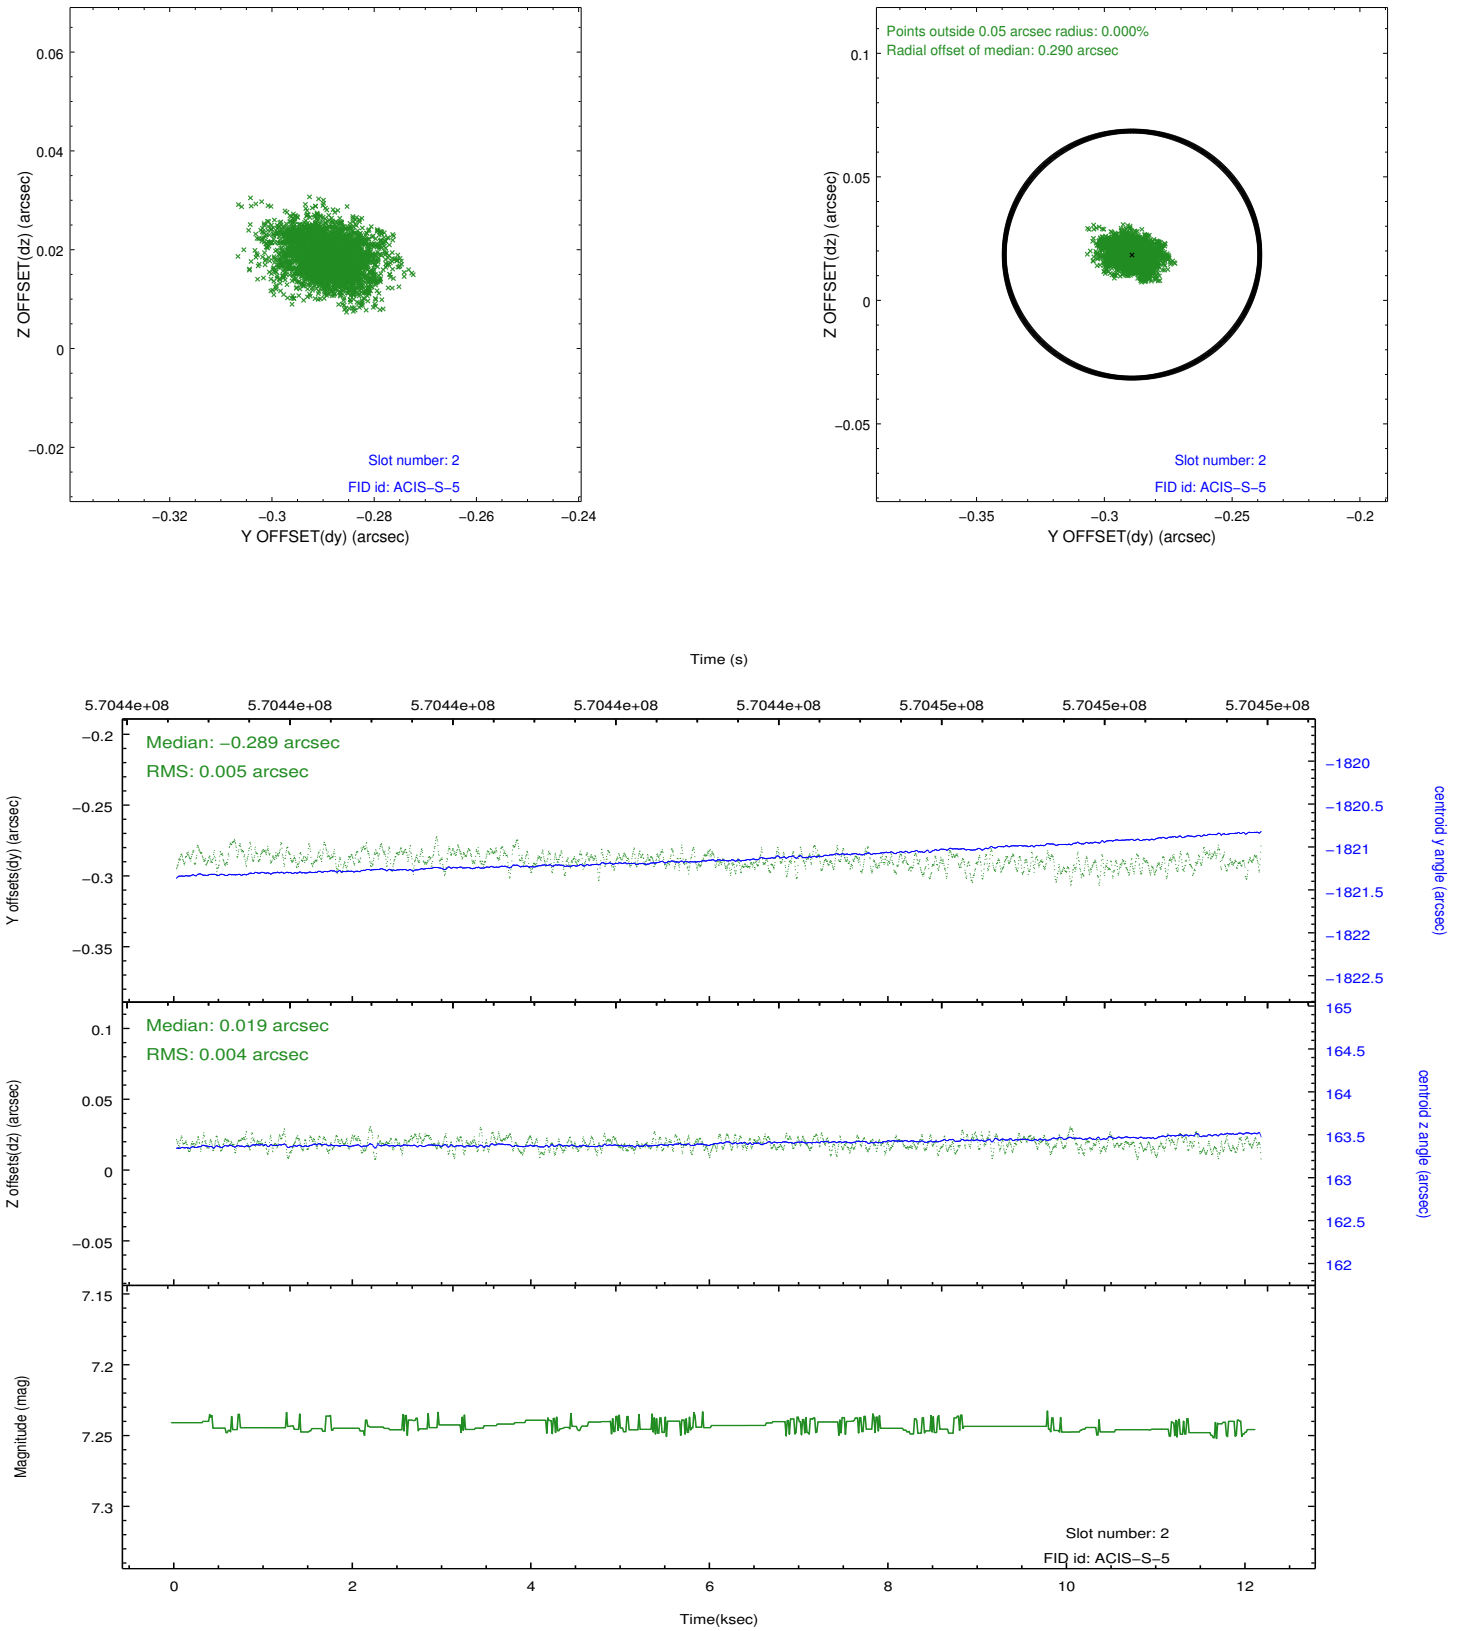 0.06
0.04
0.02
0
−0.02
Z OFFSET(dz) (arcsec)
Slot number: 2
FID id: ACIS−S−5
−0.32 −0.3 −0.28 −0.26 −0.24
Y OFFSET(dy) (arcsec)
Points outside 0.05 arcsec radius: 0.000%
Radial offset of median: 0.290 arcsec
0.1
0.05
0
−0.05
Z OFFSET(dz) (arcsec)
Slot number: 2
FID id: ACIS−S−5
−0.35 −0.3 −0.25 −0.2
Y OFFSET(dy) (arcsec)
Time (s)
5.7044e+08 5.7044e+08 5.7044e+08 5.7044e+08 5.7044e+08 5.7045e+08 5.7045e+08 5.7045e+08
Median: −0.289 arcsec
RMS: 0.005 arcsec
−0.2
−0.25
−0.3
−0.35
Y offsets(dy) (arcsec)
−1820
−1820.5
−1821
−1821.5
−1822
−1822.5
centroid y angle (arcsec)
Median: 0.019 arcsec
RMS: 0.004 arcsec
0.1
0.05
0
−0.05
Z offsets(dz) (arcsec)
165
164.5
164
163.5
163
162.5
162
centroid z angle (arcsec)
7.15
7.2
7.25
7.3
Magnitude (mag)
Slot number: 2
FID id: ACIS−S−5
0 2 4 6 8 10 12
Time(ksec)